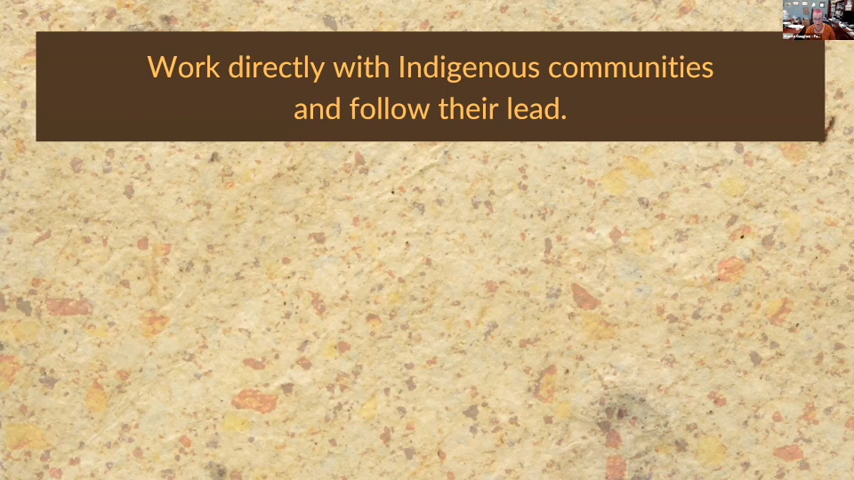 Work directly with Indigenous communities
and follow their lead.